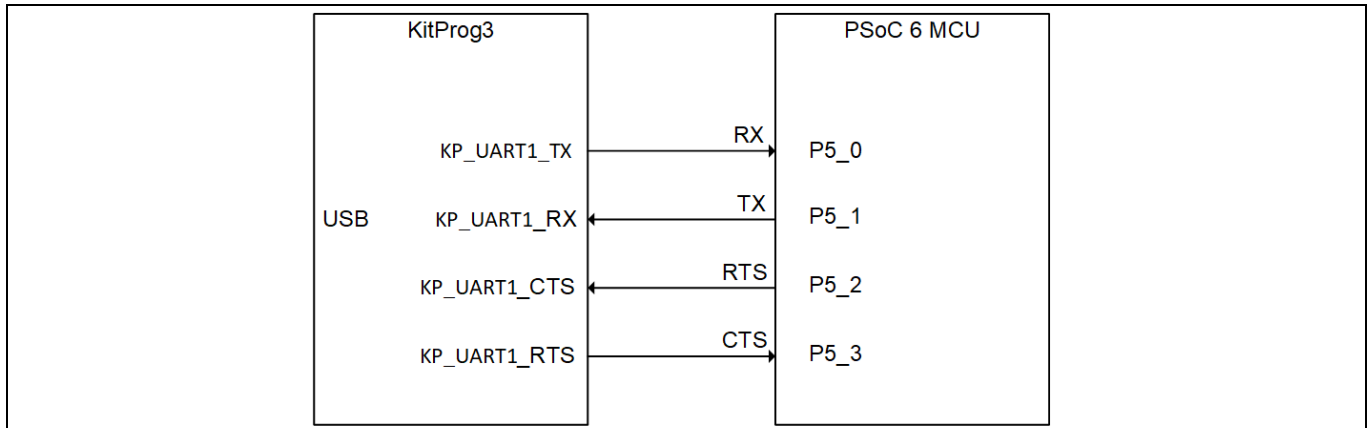 KitProg3
PSoC 6 MCU
KP_UART1_TX
RX
P5_0
USB
KP_UART1_RX
TX
P5_1
KP_UART1_CTS
RTS
P5_2
KP_UART1_RTS
CTS
P5_3